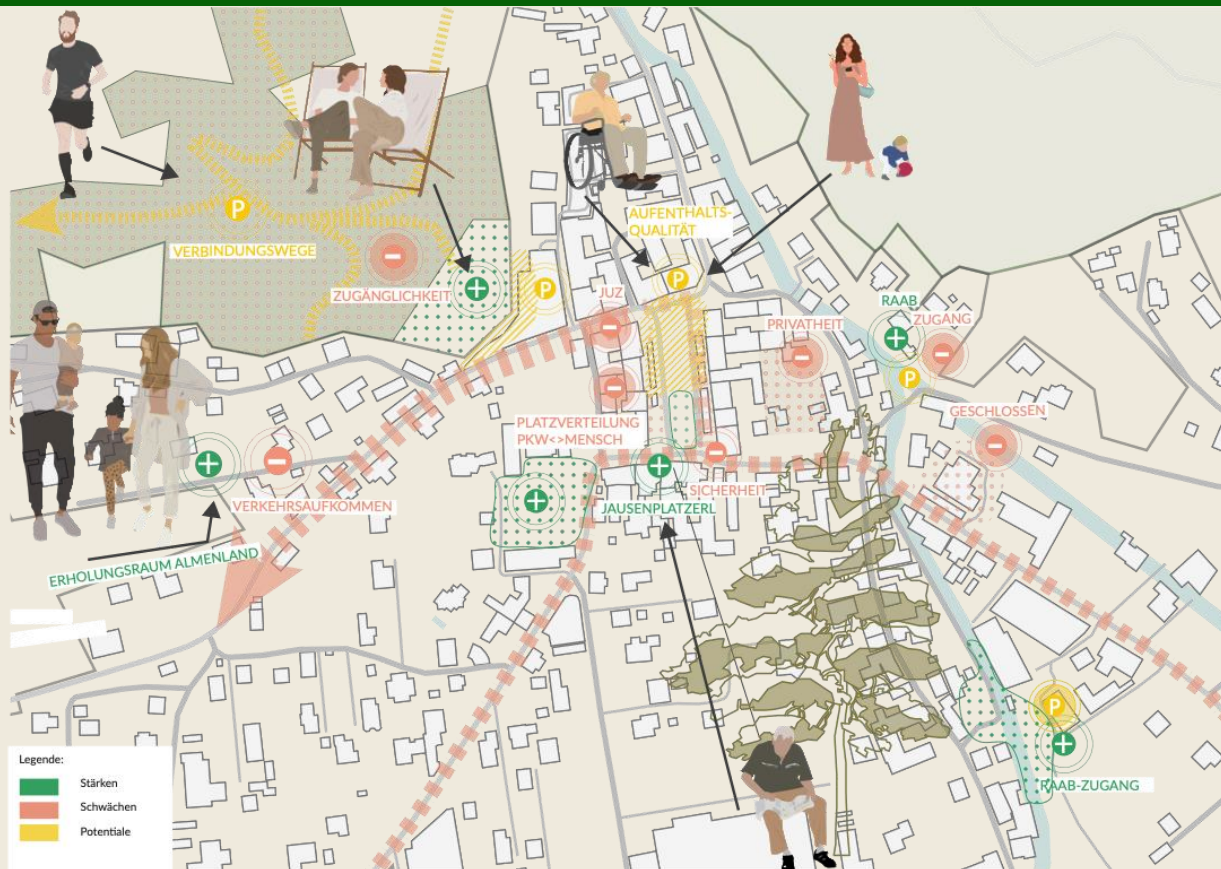 AUFENTHALTS-
QUALITÄT
P
VERBINDUNGSWEGE
ZUGÄNGLICHKEIT
P
P
JUZ
PRIVATHEIT
RAAB
ZUGANG
P
GESCHLOSSEN
PLATZVERTEILUNG
PKW<>MENSCH
SICHERHEIT
JAUSENPLATZERL
VERKEHRSAUFKOMMEN
ERHOLUNGSRAUM ALMENLAND
P
RAAB-ZUGANG
Legende:
Stärken
Schwächen
Potentiale